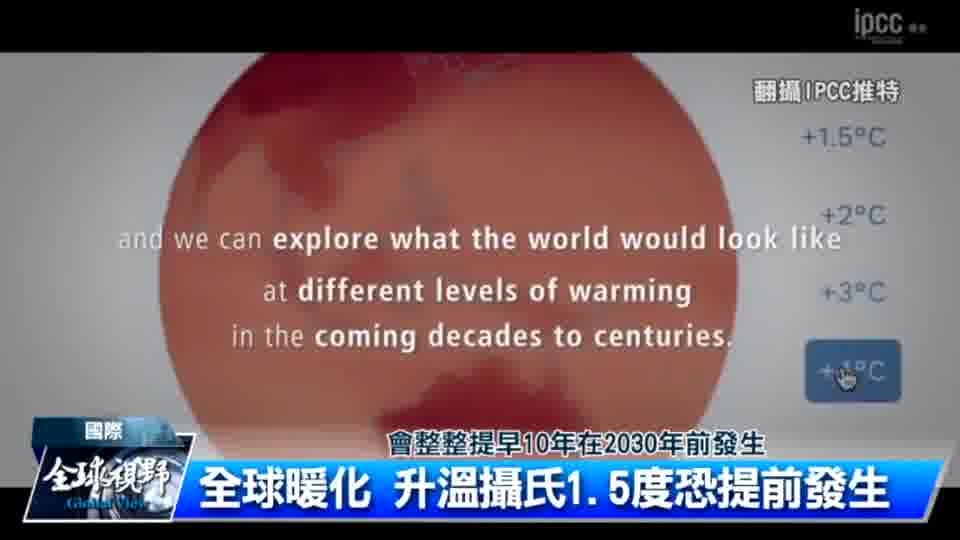 ipcc
翻攝IPCC推特
+1.5°C
+2°C
and we can explore what the world would look like
at different levels of warming
+3°C
in the coming decades to centuries.
+4°C
國際
會整整提早10年在2030年前發生
全球視野
Global View
全球暖化 升溫攝氏1.5度恐提前發生